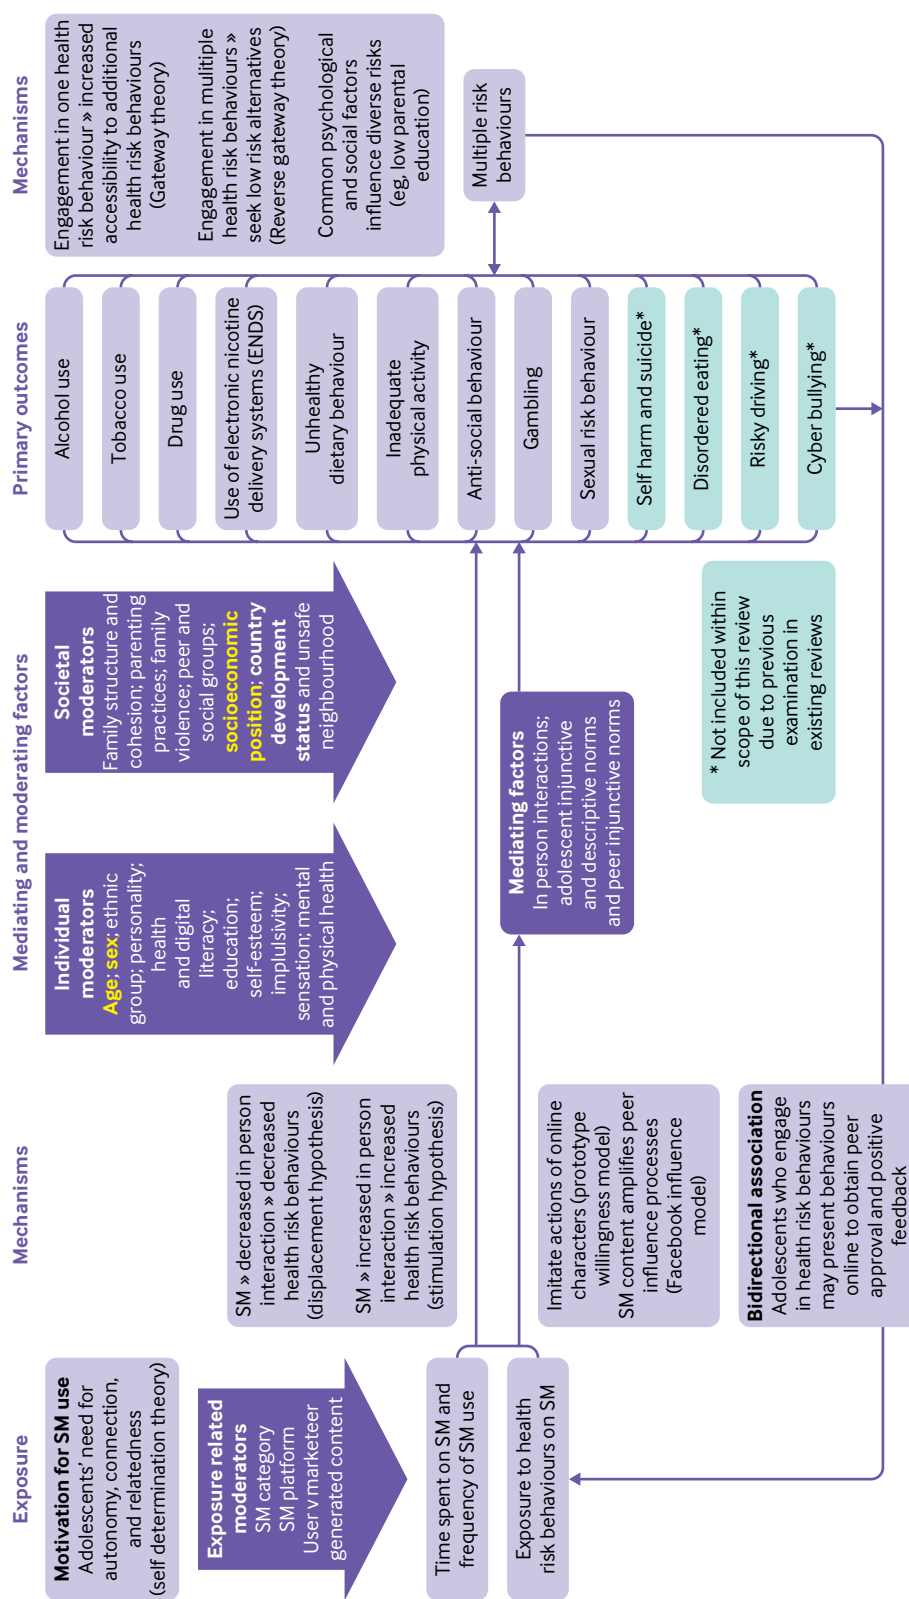 Exposure
Motivation for SM use
Adolescents' need for
autonomy, connection,
and relatedness
(self determination theory)
Exposure related
moderators
SM category
SM platform
User v marketeer
generated content
Time spent on SM and
frequency of SM use
Exposure to health
risk behaviours on SM
Mechanisms
SM » decreased in person
interaction » decreased
health risk behaviours
(displacement hypothesis)
SM » increased in person
interaction » increased
health risk behaviours
(stimulation hypothesis)
Imitate actions of online
characters (prototype
willingness model)
SM content amplifies peer
influence processes
(Facebook influence
model)
Bidirectional association
Adolescents who engage
in health risk behaviours
may present behaviours
online to obtain peer
approval and positive
feedback
Mediating and moderating factors
Individual
moderators
Age; sex; ethnic
group; personality;
health
and digital
literacy;
education;
self-esteem;
implulsivity;
sensation; mental
and physical health
Societal
moderators
Family structure and
cohesion; parenting
practices; family
violence; peer and
social groups;
socioeconomic
position; country
development
status and unsafe
neighbourhood
Mediating factors
In person interactions;
adolescent injunctive
and descriptive norms
and peer injunctive norms
* Not included within
scope of this review
due to previous
examination in
existing reviews
Primary outcomes
Alcohol use
Tobacco use
Drug use
Use of electronic nicotine
delivery systems (ENDS)
Unhealthy
dietary behaviour
Inadequate
physical activity
Anti-social behaviour
Gambling
Sexual risk behaviour
Self harm and suicide*
Disordered eating*
Risky driving*
Cyber bullying*
Mechanisms
Engagement in one health
risk behaviour » increased
accessibility to additional
health risk behaviours
(Gateway theory)
Engagement in mulitiple
health risk behaviours »
seek low risk alternatives
(Reverse gateway theory)
Common psychological
and social factors
influence diverse risks
(eg, low parental
education)
Multiple risk
behaviours